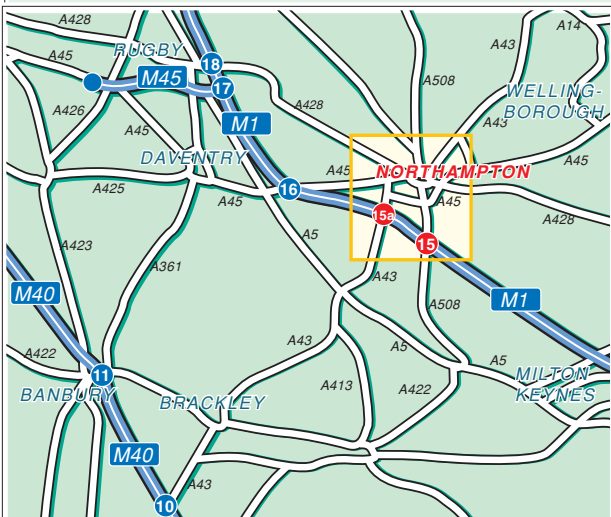 A428
A14
A43
A45
RUGBY
18
A508
M45
17
WELLING-
BOROUGH
A426
A428
M1
A43
A45
DAVENTRY
A45
A45
NORTHAMPTON
A425
16
A45
A45
15a
A428
A423
A5
15
A361
A43
M40
M1
A508
A43
A422
A5
A5
11
MILTON
KEYNES
A413
A422
BANBURY
BRACKLEY
M40
A43
10